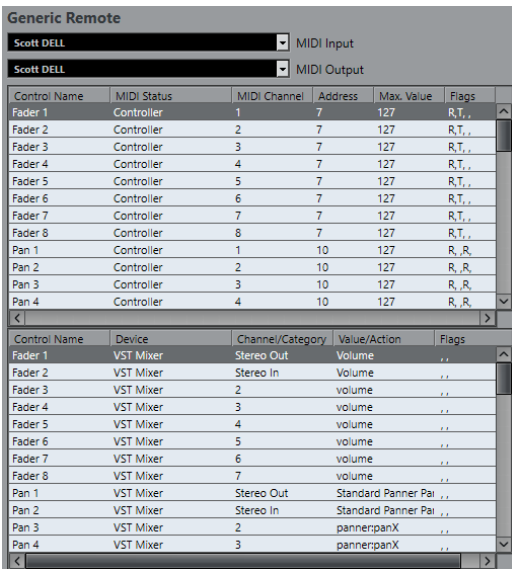 Generic Remote
Scott DELL MIDI Input
Scott DELL MIDI Output
Control Name MIDI Status MIDI Channel Address Max. Value Flags
Fader 1 Controller 1 7 127 R,T, ,
Fader 2 Controller 2 7 127 R,T, ,
Fader 3 Controller 3 7 127 R,T, ,
Fader 4 Controller 4 7 127 R,T, ,
Fader 5 Controller 5 7 127 R,T, ,
Fader 6 Controller 6 7 127 R,T, ,
Fader 7 Controller 7 7 127 R,T, ,
Fader 8 Controller 8 7 127 R,T, ,
Pan 1 Controller 1 10 127 R, ,R,
Pan 2 Controller 2 10 127 R, ,R,
Pan 3 Controller 3 10 127 R, ,R,
Pan 4 Controller 4 10 127 R, ,R,
Control Name Device Channel/Category Value/Action Flags
Fader 1 VST Mixer Stereo Out Volume , ,
Fader 2 VST Mixer Stereo In Volume , ,
Fader 3 VST Mixer 2 volume , ,
Fader 4 VST Mixer 3 volume , ,
Fader 5 VST Mixer 4 volume , ,
Fader 6 VST Mixer 5 volume , ,
Fader 7 VST Mixer 6 volume , ,
Fader 8 VST Mixer 7 volume , ,
Pan 1 VST Mixer Stereo Out Standard Panner Pai , ,
Pan 2 VST Mixer Stereo In Standard Panner Pai , ,
Pan 3 VST Mixer 2 panner:panX , ,
Pan 4 VST Mixer 3 panner:panX , ,